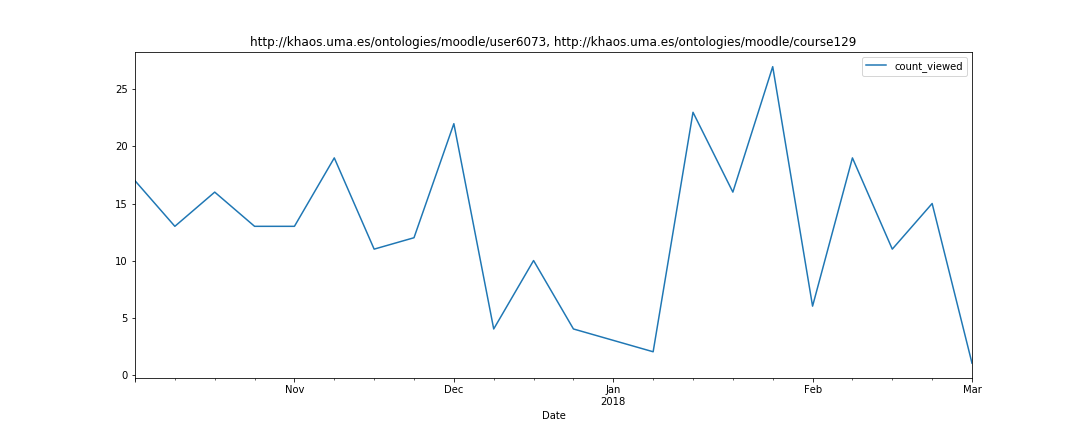 http://khaos.uma.es/ontologies/moodle/user6073, http://khaos.uma.es/ontologies/moodle/course129
count_viewed
25
20
15
10
5
0
Nov Dec Jan Feb Mar
2018
Date